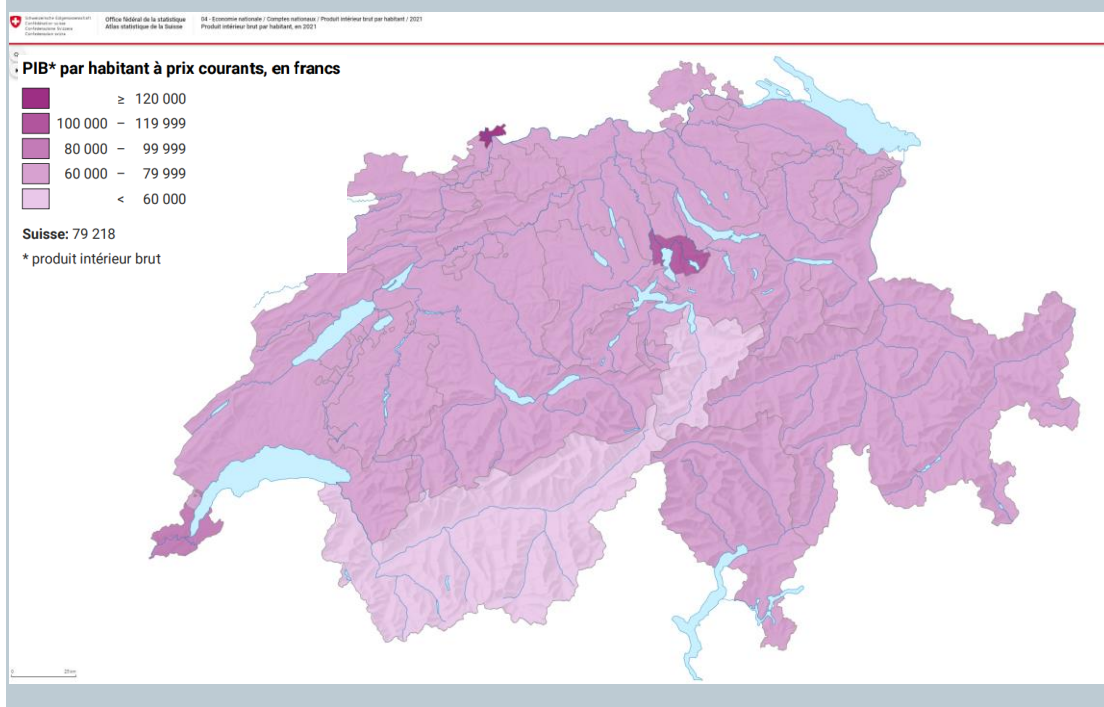 Schweizerische Eidgenossenschaft
Confédération suisse
Confederazione Svizzera
Confederaziun svizra
Office fédéral de la statistique
Atlas statistique de la Suisse
04 - Economie nationale / Comptes nationaux / Produit intérieur brut par habitant / 2021
Produit intérieur brut par habitant, en 2021
PIB* par habitant à prix courants, en francs
≥ 120 000
100 000 – 119 999
80 000 – 99 999
60 000 – 79 999
< 60 000
Suisse: 79 218
* produit intérieur brut
0 25 km